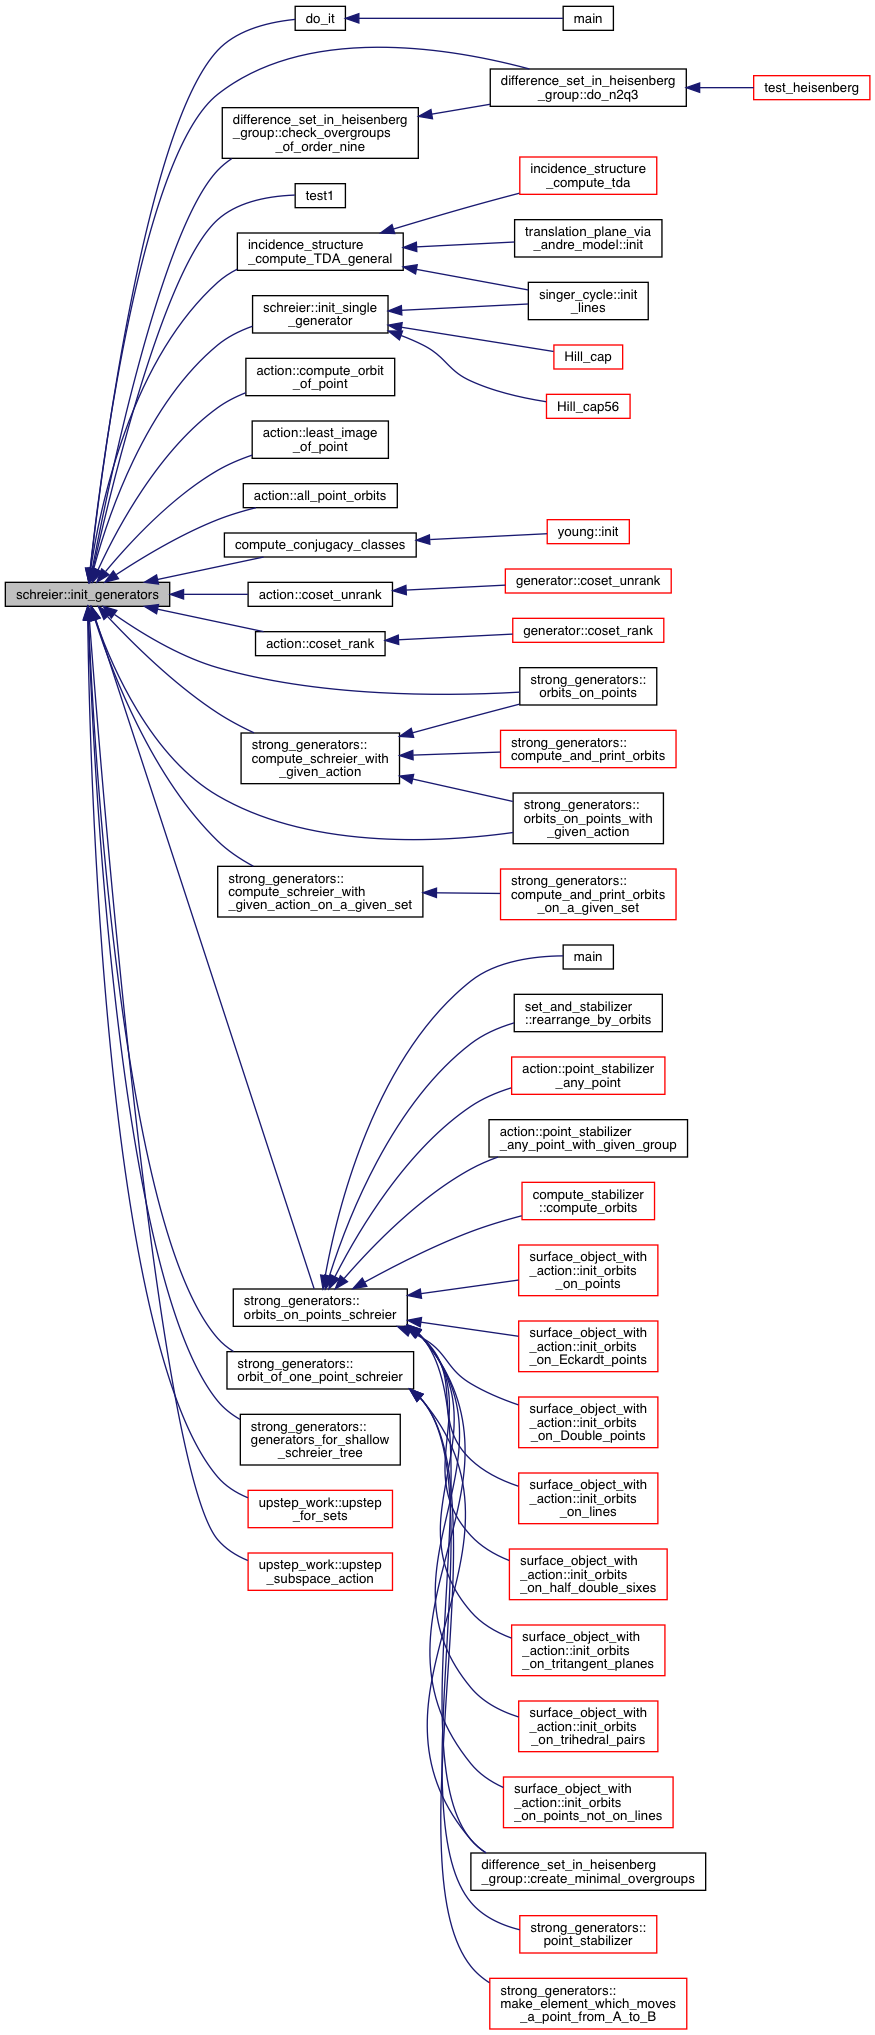 do_it
main
difference_set_in_heisenberg
_group::do_n2q3
test_heisenberg
difference_set_in_heisenberg
_group::check_overgroups
_of_order_nine
incidence_structure
_compute_tda
test1
translation_plane_via
_andre_model::init
incidence_structure
_compute_TDA_general
singer_cycle::init
_lines
schreier::init_single
_generator
Hill_cap
action::compute_orbit
_of_point
Hill_cap56
action::least_image
_of_point
action::all_point_orbits
young::init
compute_conjugacy_classes
generator::coset_unrank
schreier::init_generators
action::coset_unrank
generator::coset_rank
action::coset_rank
strong_generators::
orbits_on_points
strong_generators::
compute_schreier_with
_given_action
strong_generators::
compute_and_print_orbits
strong_generators::
orbits_on_points_with
_given_action
strong_generators::
compute_schreier_with
_given_action_on_a_given_set
strong_generators::
compute_and_print_orbits
_on_a_given_set
main
set_and_stabilizer
::rearrange_by_orbits
action::point_stabilizer
_any_point
action::point_stabilizer
_any_point_with_given_group
compute_stabilizer
::compute_orbits
surface_object_with
_action::init_orbits
_on_points
strong_generators::
orbits_on_points_schreier
surface_object_with
_action::init_orbits
_on_Eckardt_points
strong_generators::
orbit_of_one_point_schreier
surface_object_with
_action::init_orbits
_on_Double_points
strong_generators::
generators_for_shallow
_schreier_tree
surface_object_with
_action::init_orbits
_on_lines
upstep_work::upstep
_for_sets
surface_object_with
_action::init_orbits
_on_half_double_sixes
upstep_work::upstep
_subspace_action
surface_object_with
_action::init_orbits
_on_tritangent_planes
surface_object_with
_action::init_orbits
_on_trihedral_pairs
surface_object_with
_action::init_orbits
_on_points_not_on_lines
difference_set_in_heisenberg
_group::create_minimal_overgroups
strong_generators::
point_stabilizer
strong_generators::
make_element_which_moves
_a_point_from_A_to_B